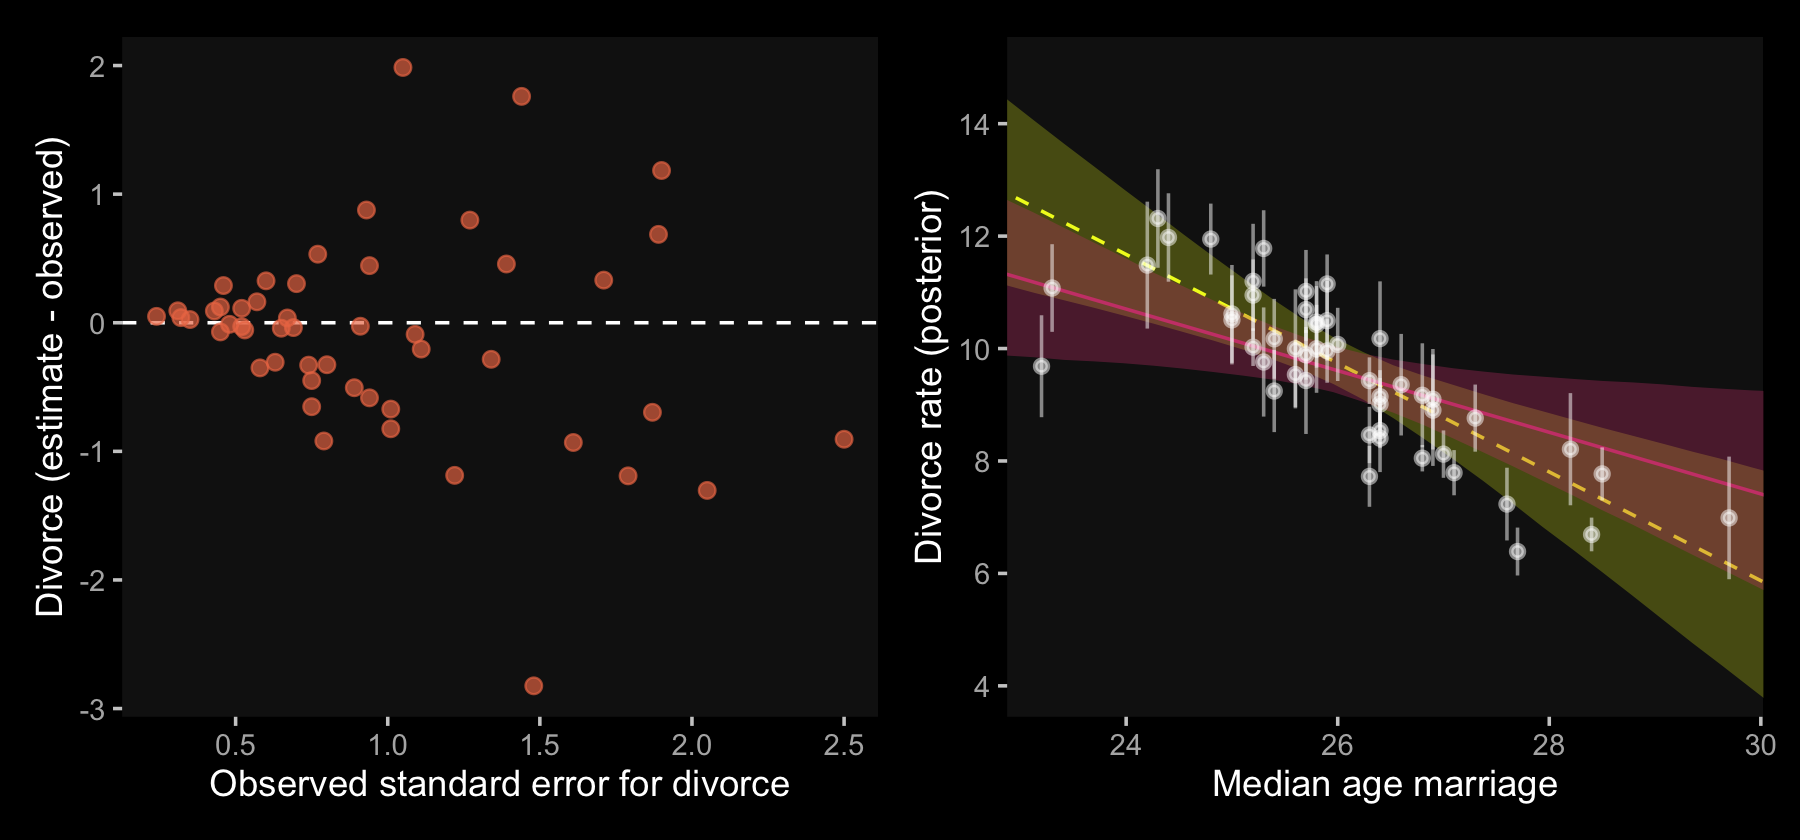 Divorce (estimate - observed)
2
1
0
-1
-2
-3
0.5 1.0 1.5 2.0 2.5
Observed standard error for divorce
Divorce rate (posterior)
14
12
10
8
6
4
24 26 28 30
Median age marriage